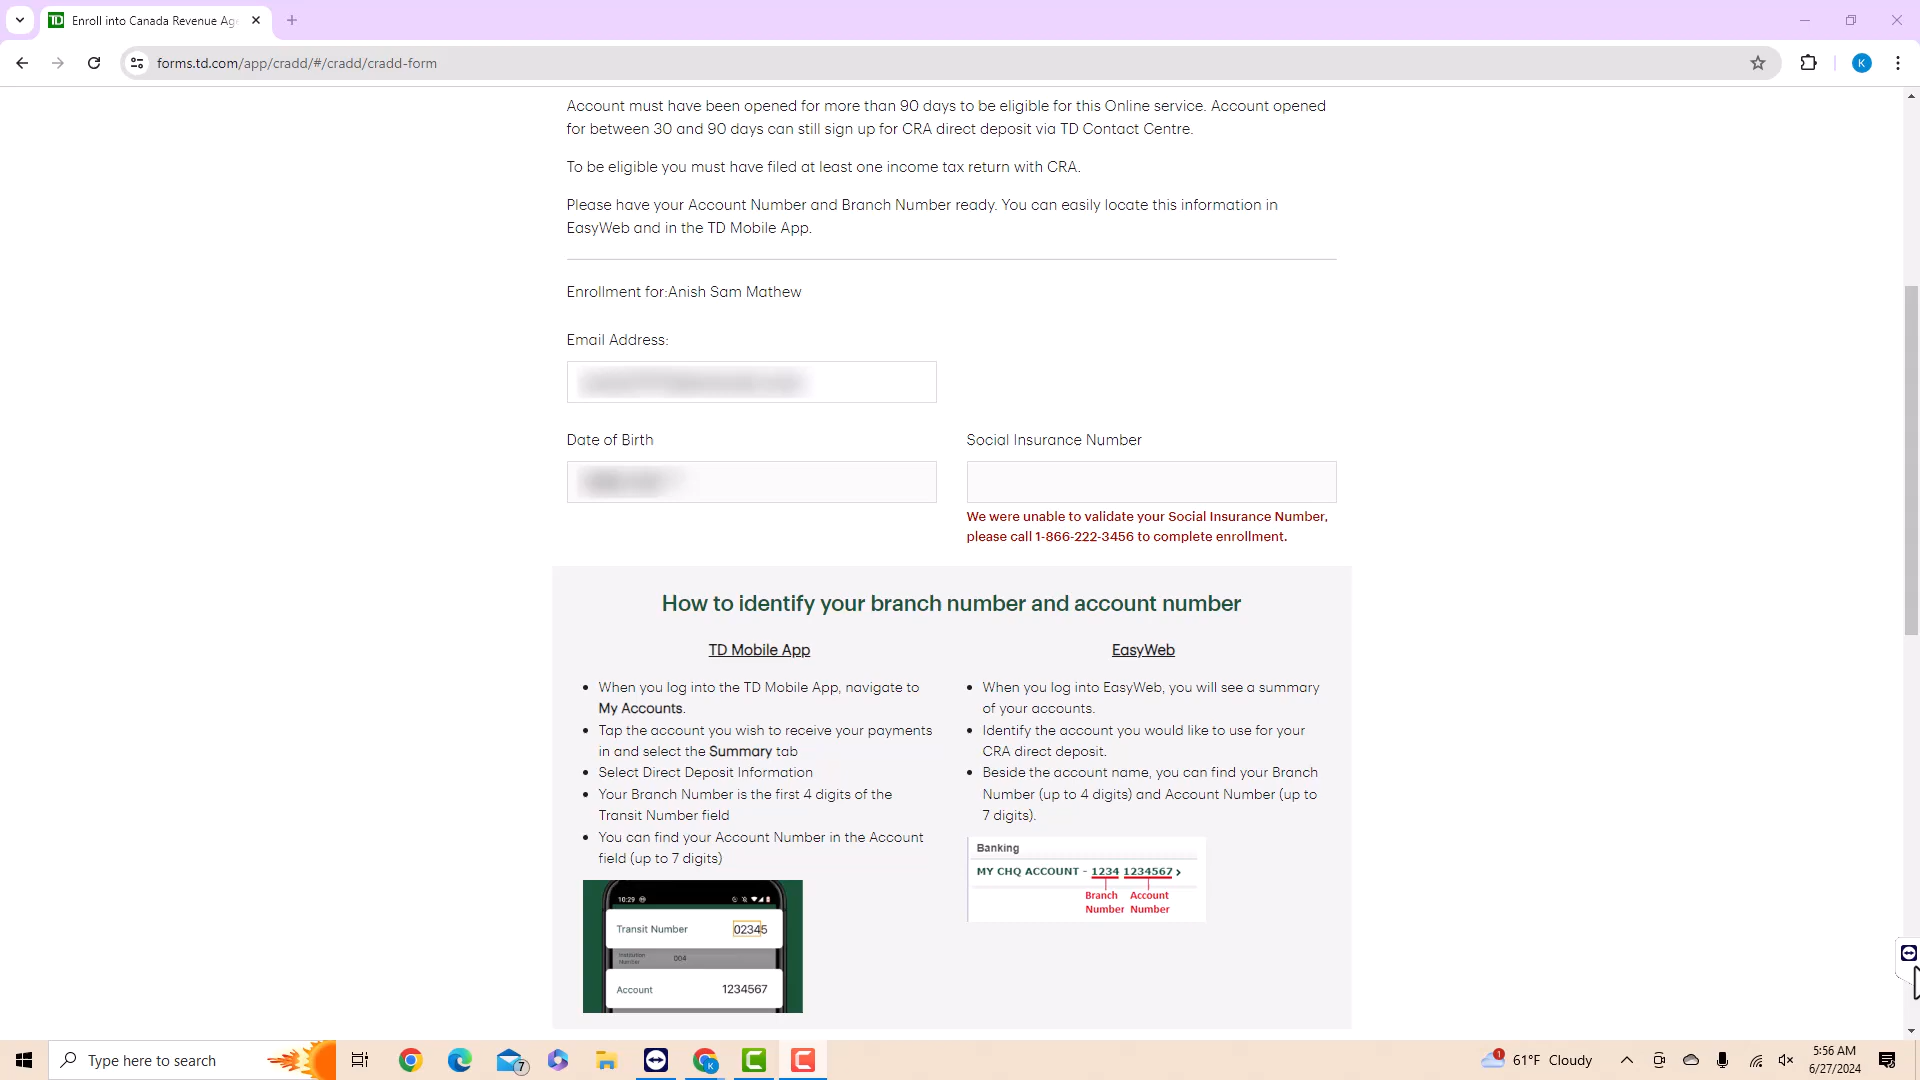 TD Enroll into Canada Revenue Ag
forms.td.com/app/cradd/#/cradd/cradd-form
K
Account must have been opened for more than 90 days to be eligible for this Online service. Account opened
for between 30 and 90 days can still sign up for CRA direct deposit via TD Contact Centre.
To be eligible you must have filed at least one income tax return with CRA.
Please have your Account Number and Branch Number ready. You can easily locate this information in
EasyWeb and in the TD Mobile App.
Enrollment for:Anish Sam Mathew
Email Address:
Date of Birth
Social Insurance Number
We were unable to validate your Social Insurance Number,
please call 1-866-222-3456 to complete enrollment.
How to identify your branch number and account number
TD Mobile App
• When you log into the TD Mobile App, navigate to
My Accounts.
• Tap the account you wish to receive your payments
in and select the Summary tab
• Select Direct Deposit Information
• Your Branch Number is the first 4 digits of the
Transit Number field
• You can find your Account Number in the Account
field (up to 7 digits)
10:29
Transit Number 02345
Institution
Number 004
Account 1234567
EasyWeb
• When you log into EasyWeb, you will see a summary
of your accounts.
• Identify the account you would like to use for your
CRA direct deposit.
• Beside the account name, you can find your Branch
Number (up to 4 digits) and Account Number (up to
7 digits).
Banking
MY CHQ ACCOUNT - 1234 1234567 >
Branch Account
Number Number
Type here to search
7
K
1
61°F Cloudy
5:56 AM
6/27/2024